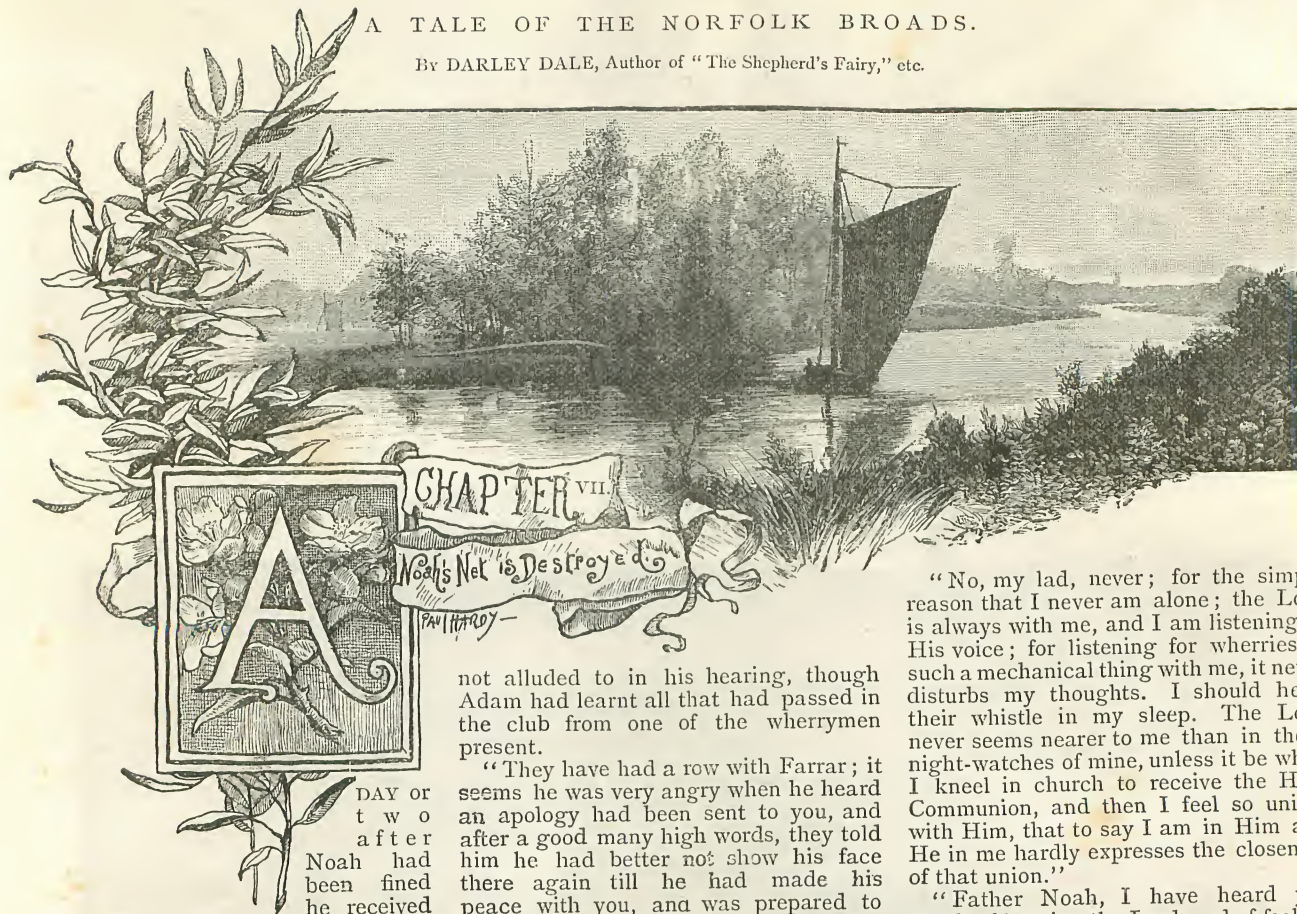 A TALE OF THE NORFOLK BROADS.
By DARLEY DALE, Author of "The Shepherd's Fairy," etc.
CHAPTER VII.
Noah's Net is Destroyed.
PAUL HARDY—
A
DAY or
two
after
Noah had
been fined
he received
not alluded to in his hearing, though
Adam had learnt all that had passed in
the club from one of the wherrymen
present.
"They have had a row with Farrar; it
seems he was very angry when he heard
an apology had been sent to you, and
after a good many high words, they told
him he had better not show his face
there again till he had made his
peace with you, and was prepared to
"No, my lad, never; for the
reason that I never am alone; the
is always with me, and I am listening
His voice; for listening for wherries
such a mechanical thing with me, it
disturbs my thoughts. I should
their whistle in my sleep. The
never seems nearer to me than in
night-watches of mine, unless it be
I kneel in church to receive the
Communion, and then I feel so
with Him, that to say I am in Him
He in me hardly expresses the
of that union."
"Father Noah, I have heard